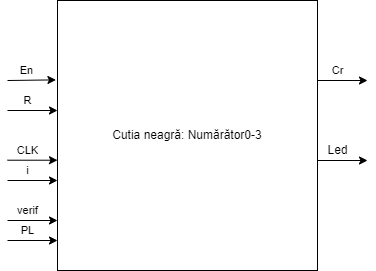 En
R
CLK
i
verif
PL
Cutia neagră: Numărător0-3
Cr
Led